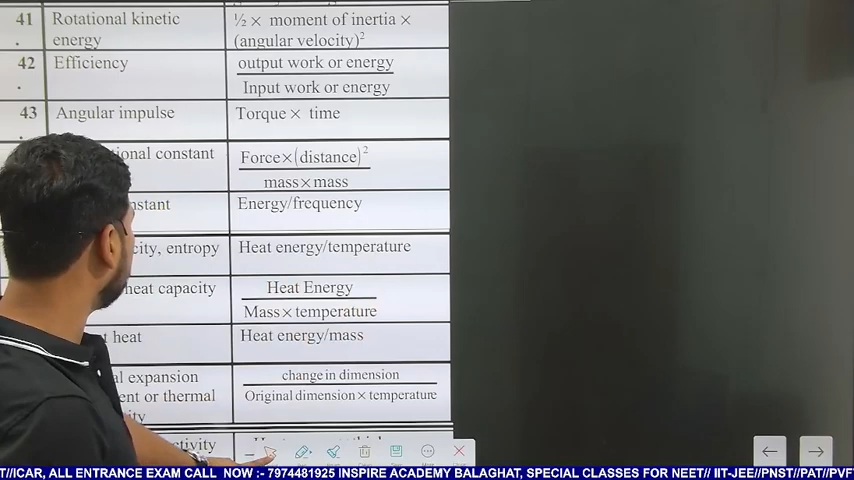 41 Rotational kinetic ½ × moment of inertia ×
. energy (angular velocity)²
42 Efficiency output work or energy
. Input work or energy
43 Angular impulse Torque × time
.
tional constant Force×(distance)²
mass×mass
nstant Energy/frequency
city, entropy Heat energy/temperature
heat capacity Heat Energy
Mass×temperature
t heat Heat energy/mass
al expansion change in dimension
ent or thermal Original dimension×temperature
ity
ctivity
T//ICAR, ALL ENTRANCE EXAM CALL NOW :- 7974481925 INSPIRE ACADEMY BALAGHAT, SPECIAL CLASSES FOR NEET// IIT-JEE//PNST//PAT//PVF